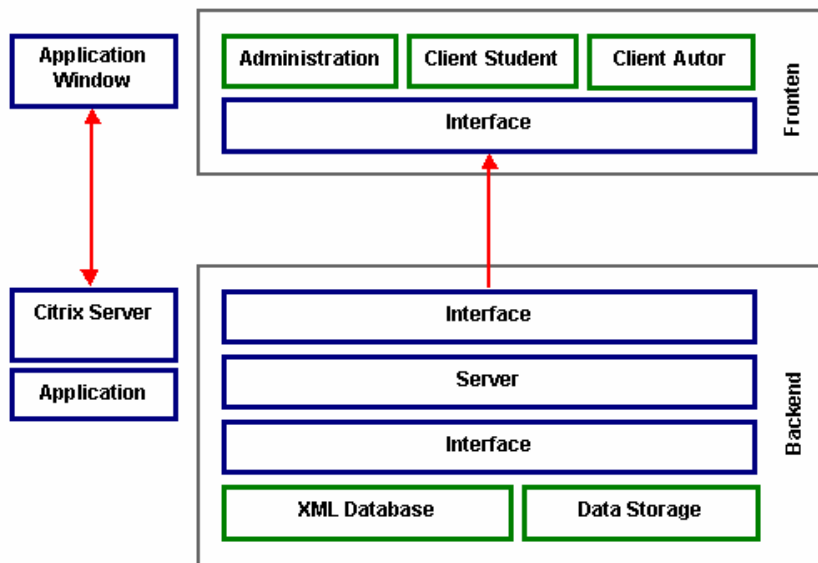 Application
Window
Administration
Client Student
Client Autor
Interface
Fronten
Citrix Server
Application
Interface
Server
Interface
XML Database
Data Storage
Backend